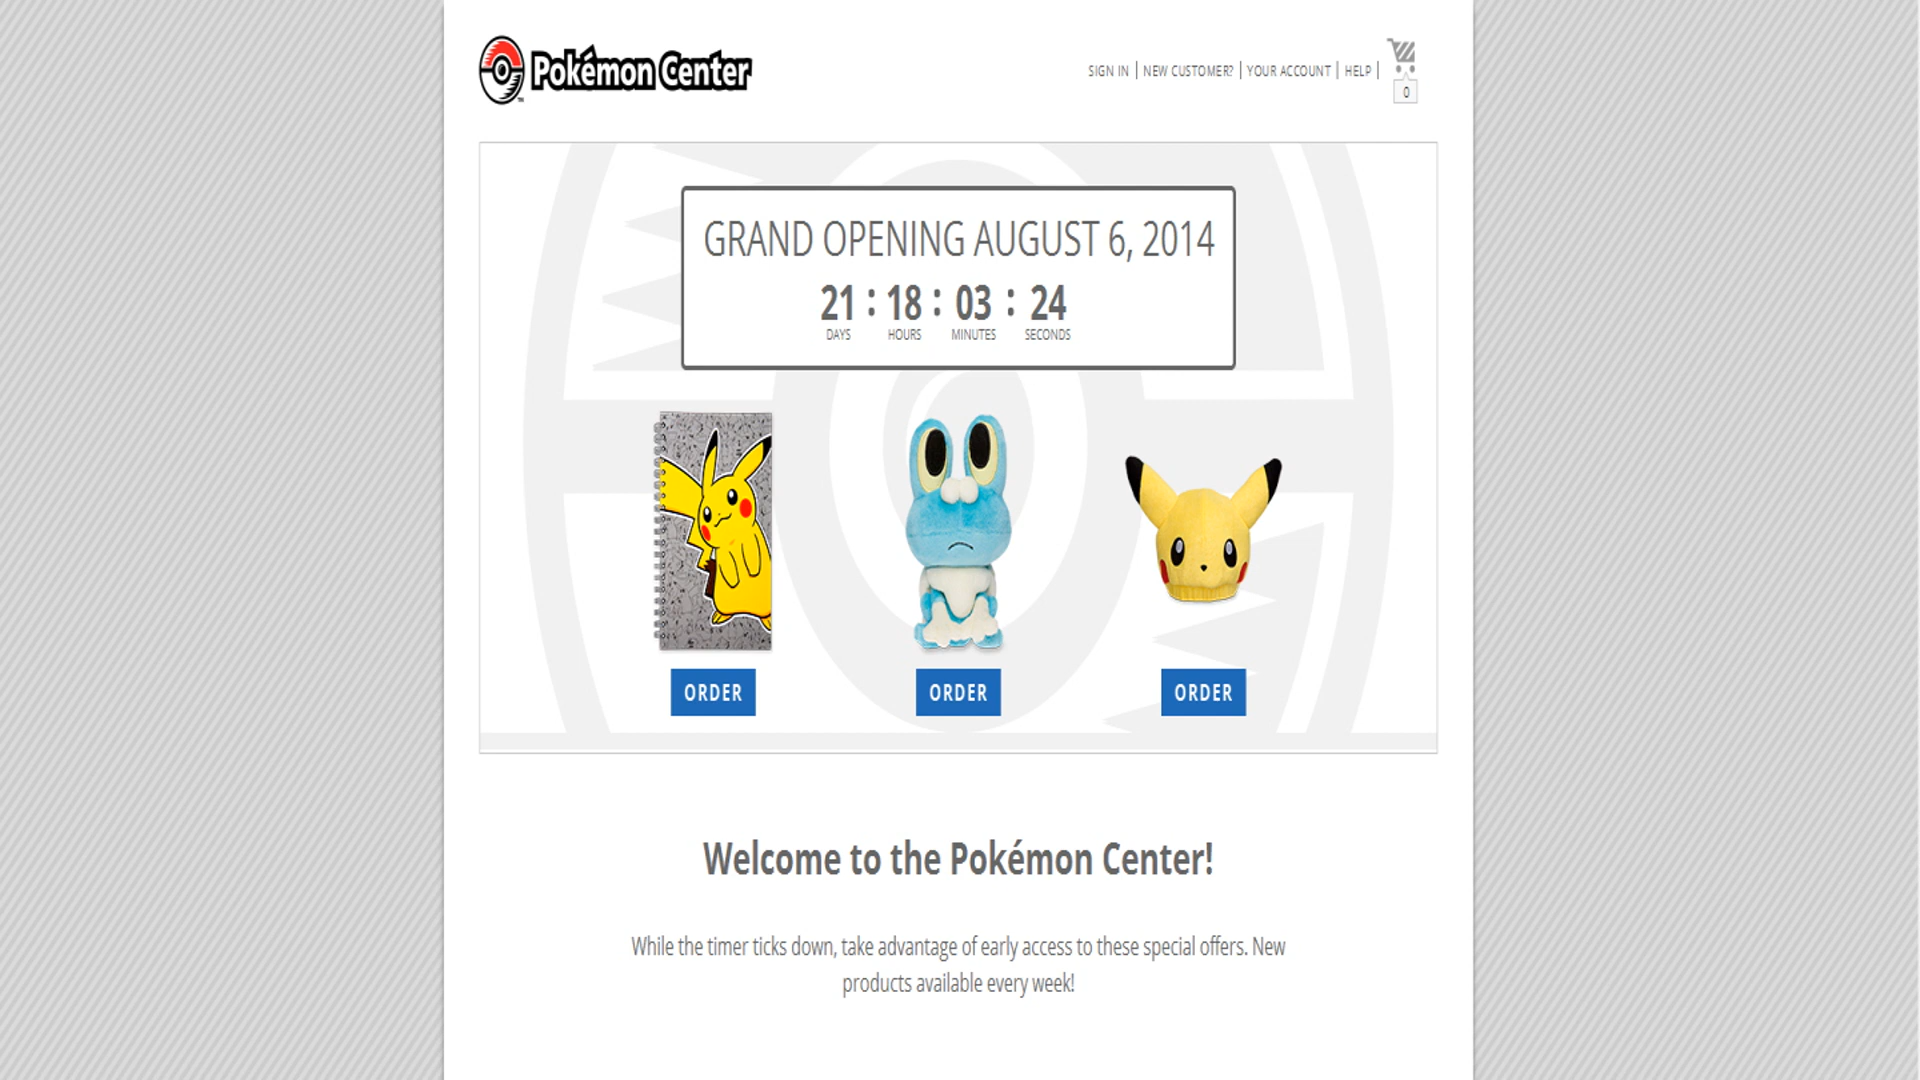 Pokémon Center
SIGN IN | NEW CUSTOMER? | YOUR ACCOUNT | HELP |
0
GRAND OPENING AUGUST 6, 2014
21 : 18 : 03 : 24
DAYS HOURS MINUTES SECONDS
ORDER ORDER ORDER
Welcome to the Pokémon Center!
While the timer ticks down, take advantage of early access to these special offers. New
products available every week!